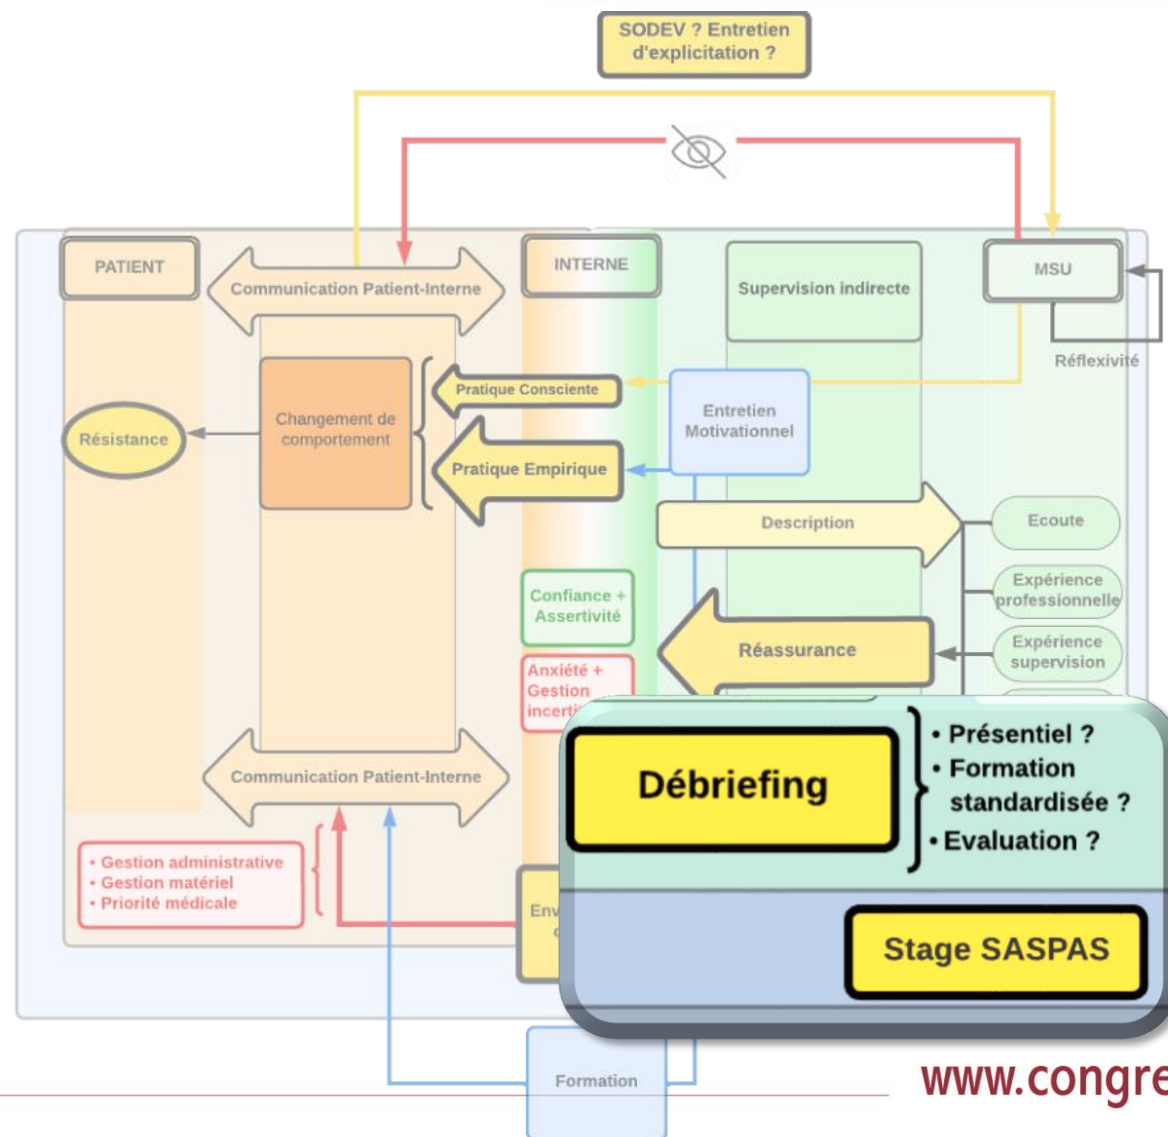 SODEV ? Entretien
d'explicitation ?
PATIENT
Communication Patient-Interne
INTERNE
Supervision indirecte
MSU
Réflexivité
Résistance
Changement de
comportement
Pratique Consciente
Pratique Empirique
Entretien
Motivationnel
Description
Ecoute
Expérience
professionnelle
Expérience
supervision
Confiance +
Assertivité
Réassurance
Anxiété +
Gestion
Communication Patient-Interne
• Gestion administrative
• Gestion matériel
• Priorité médicale
Débriefing
• Présentiel ?
• Formation
standardisée ?
• Evaluation ?
Stage SASPAS
Formation
www.congre